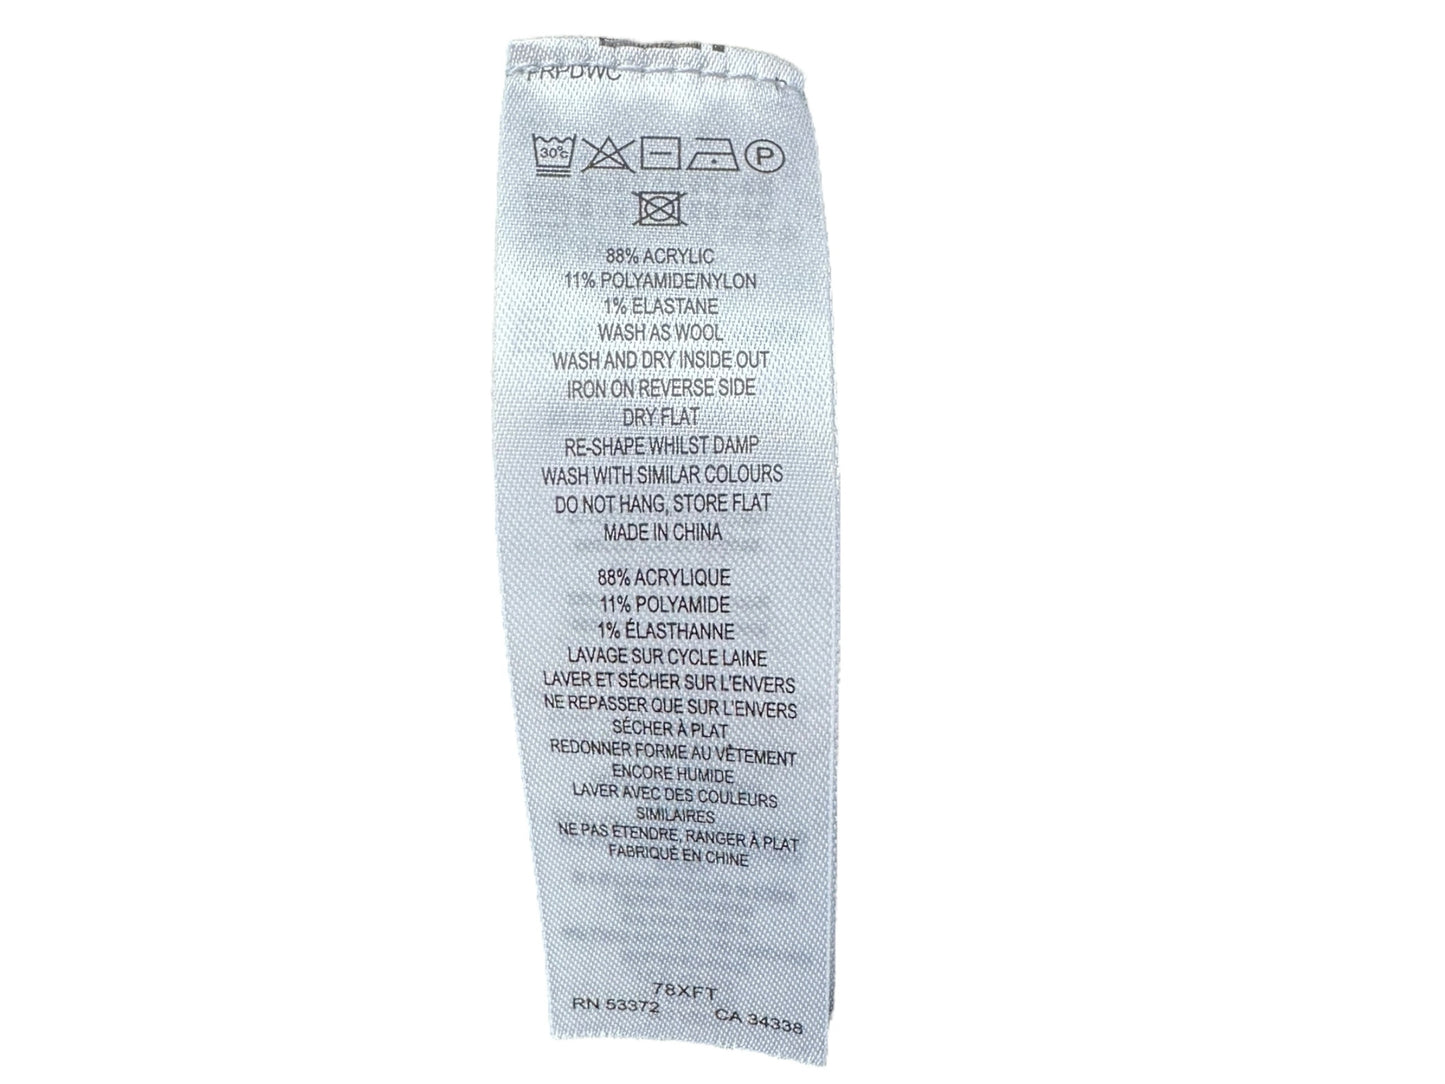 FRPDWC
30°c
P
88% ACRYLIC
11% POLYAMIDE/NYLON
1% ELASTANE
WASH AS WOOL
WASH AND DRY INSIDE OUT
IRON ON REVERSE SIDE
DRY FLAT
RE-SHAPE WHILST DAMP
WASH WITH SIMILAR COLOURS
DO NOT HANG, STORE FLAT
MADE IN CHINA
88% ACRYLIQUE
11% POLYAMIDE
1% ÉLASTHANNE
LAVAGE SUR CYCLE LAINE
LAVER ET SÉCHER SUR L'ENVERS
NE REPASSER QUE SUR L'ENVERS
SÉCHER À PLAT
REDONNER FORME AU VÊTEMENT
ENCORE HUMIDE
LAVER AVEC DES COULEURS
SIMILAIRES
NE PAS ÉTENDRE, RANGER À PLAT
FABRIQUÉ EN CHINE
78XFT
RN 53372 CA 34338